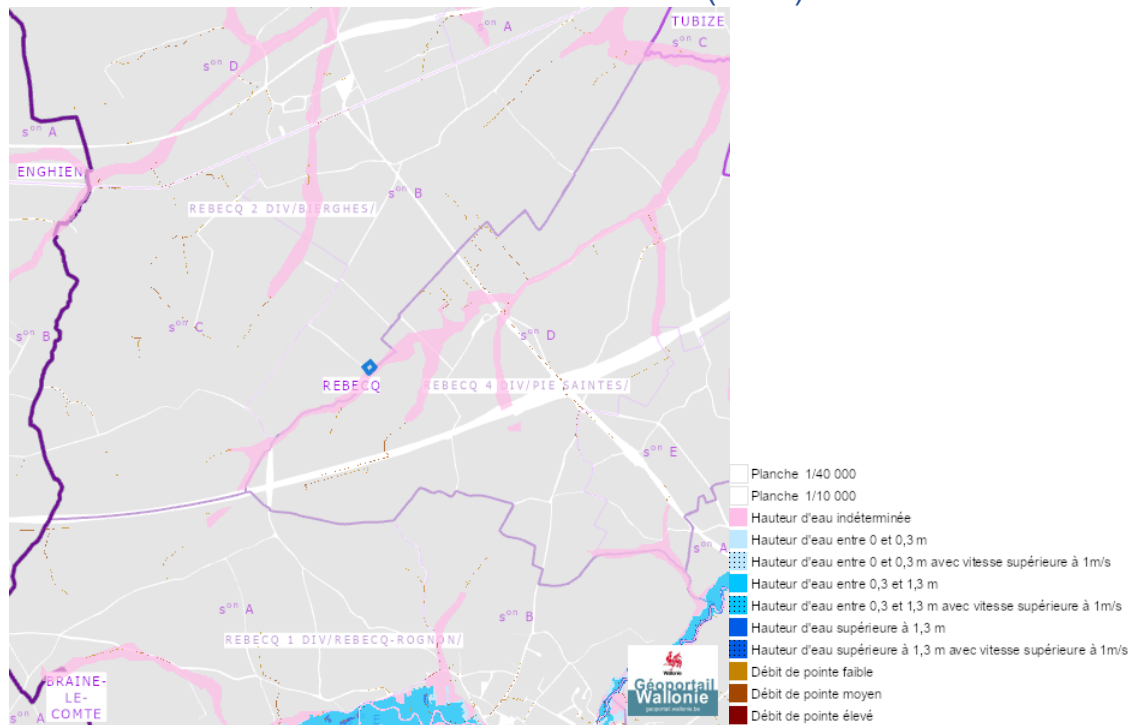 TUBIZE
sᵒⁿ A
sᵒⁿ C
sᵒⁿ D
sᵒⁿ A
ENGHIEN
sᵒⁿ B
REBECQ 2 DIV/BIERGHES/
sᵒⁿ B
sᵒⁿ C
sᵒⁿ D
REBECQ
REBECQ 4 DIV/PIE SAINTES/
sᵒⁿ E
sᵒⁿ A
sᵒⁿ A
sᵒⁿ B
REBECQ 1 DIV/REBECQ-ROGNON/
BRAINE-
LE-
COMTE
sᵒⁿ A
Wallonie
Géoportail
Wallonie
geoportail.wallonie.be
Planche 1/40 000
Planche 1/10 000
Hauteur d'eau indéterminée
Hauteur d'eau entre 0 et 0,3 m
Hauteur d'eau entre 0 et 0,3 m avec vitesse supérieure à 1m/s
Hauteur d'eau entre 0,3 et 1,3 m
Hauteur d'eau entre 0,3 et 1,3 m avec vitesse supérieure à 1m/s
Hauteur d'eau supérieure à 1,3 m
Hauteur d'eau supérieure à 1,3 m avec vitesse supérieure à 1m/s
Débit de pointe faible
Débit de pointe moyen
Débit de pointe élevé